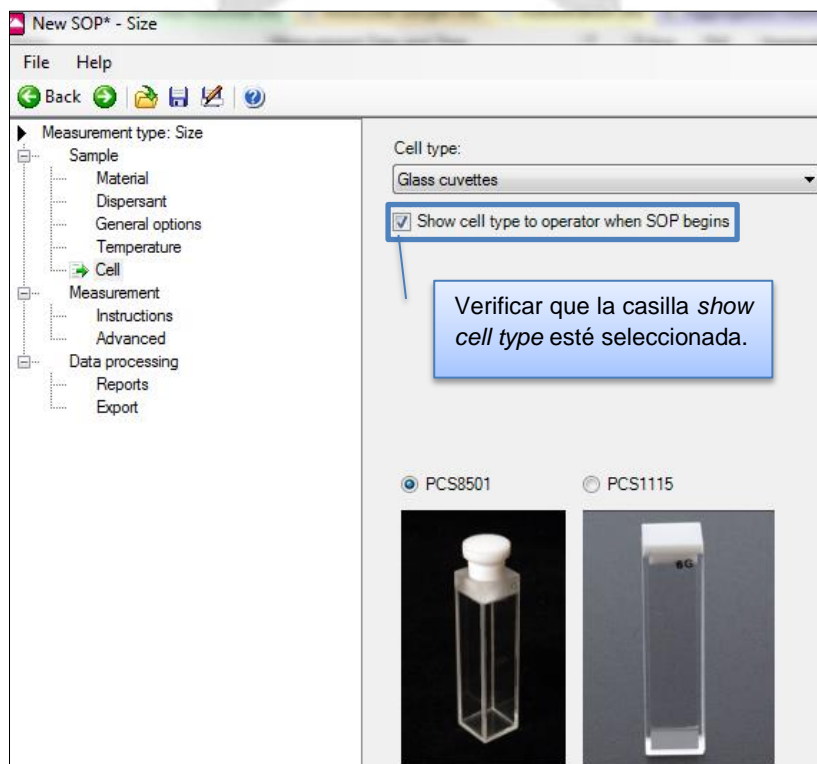 New SOP* - Size
File Help
Back
Measurement type: Size
Sample
Material
Dispersant
General options
Temperature
Cell
Measurement
Instructions
Advanced
Data processing
Reports
Export
Cell type:
Glass cuvettes
Show cell type to operator when SOP begins
Verificar que la casilla show
cell type esté seleccionada.
PCS8501 PCS1115
6G